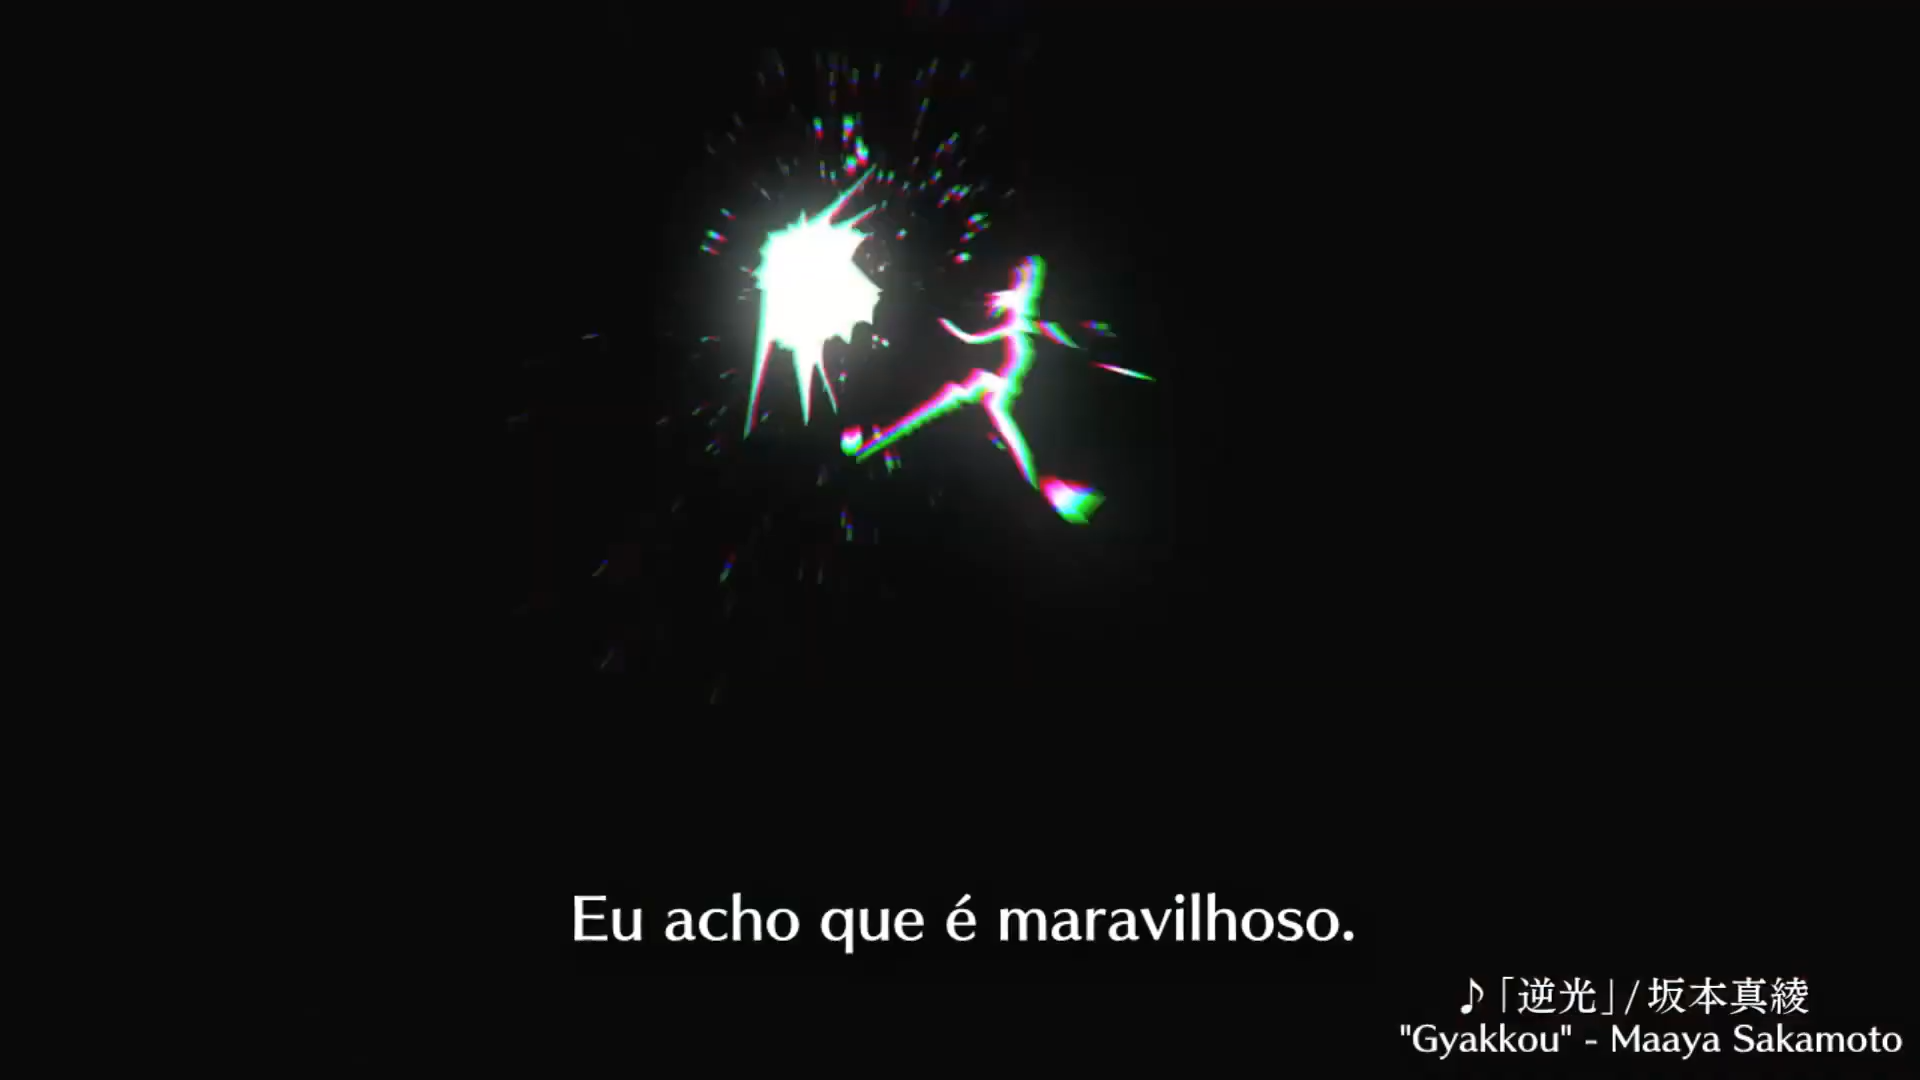 Eu acho que é maravilhoso.
♪「逆光」/坂本真綾
"Gyakkou" - Maaya Sakamoto